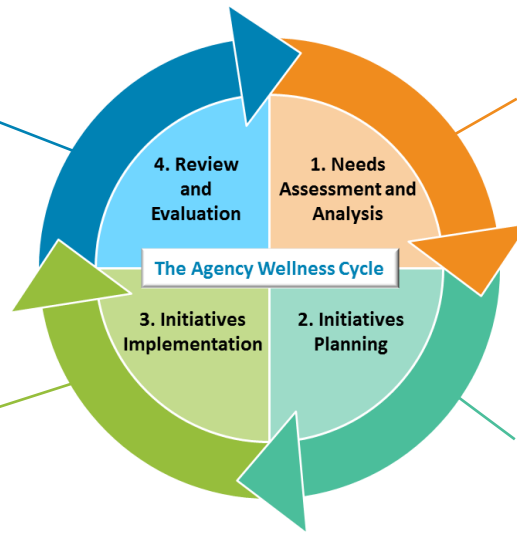 4. Review
and
Evaluation
1. Needs
Assessment and
Analysis
The Agency Wellness Cycle
3. Initiatives
Implementation
2. Initiatives
Planning